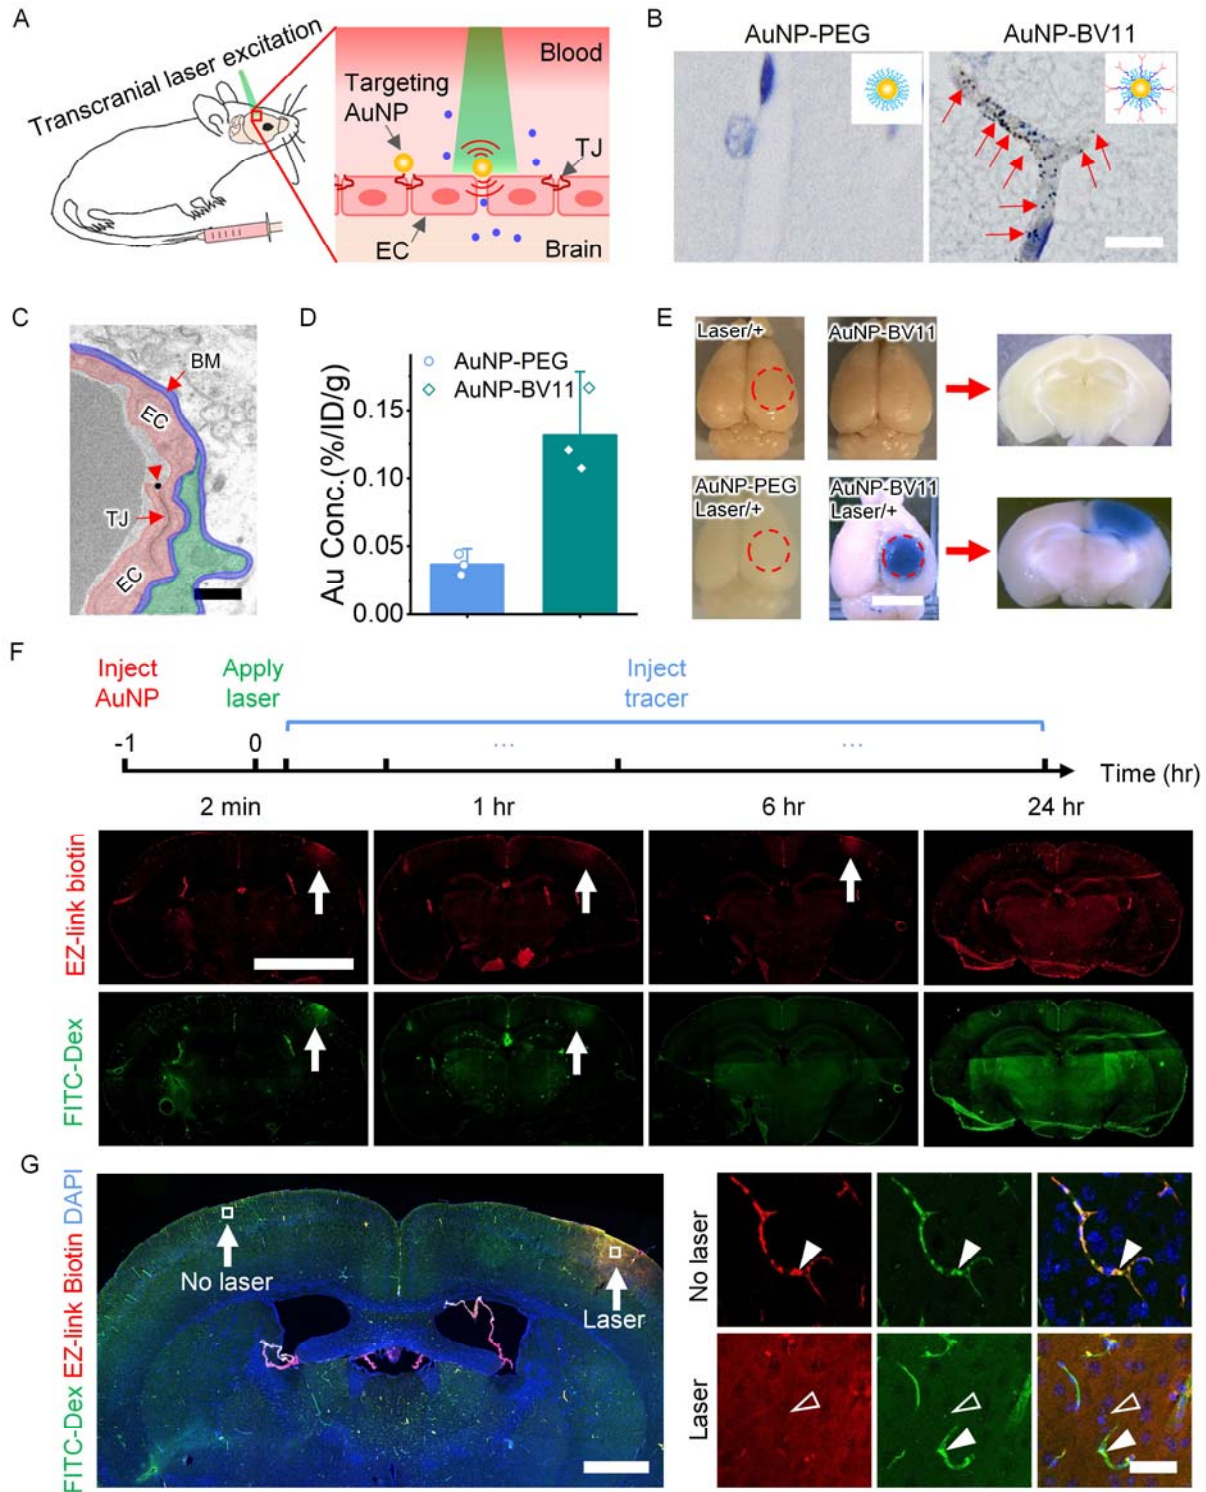 A
Transcranial laser excitation
Targeting
AuNP
Blood
TJ
EC
Brain
B
AuNP-PEG
AuNP-BV11
C
BM
EC
TJ
EC
D
AuNP-PEG
AuNP-BV11
Au Conc.(%/ID/g)
0.15
0.10
0.05
0.00
E
Laser/+
AuNP-BV11
AuNP-PEG
Laser/+
AuNP-BV11
Laser/+
F
Inject
AuNP
Apply
laser
Inject
tracer
-1
0
...
...
Time (hr)
2 min
1 hr
6 hr
24 hr
EZ-link biotin
FITC-Dex
G
FITC-Dex EZ-link Biotin DAPI
No laser
Laser
No laser
Laser